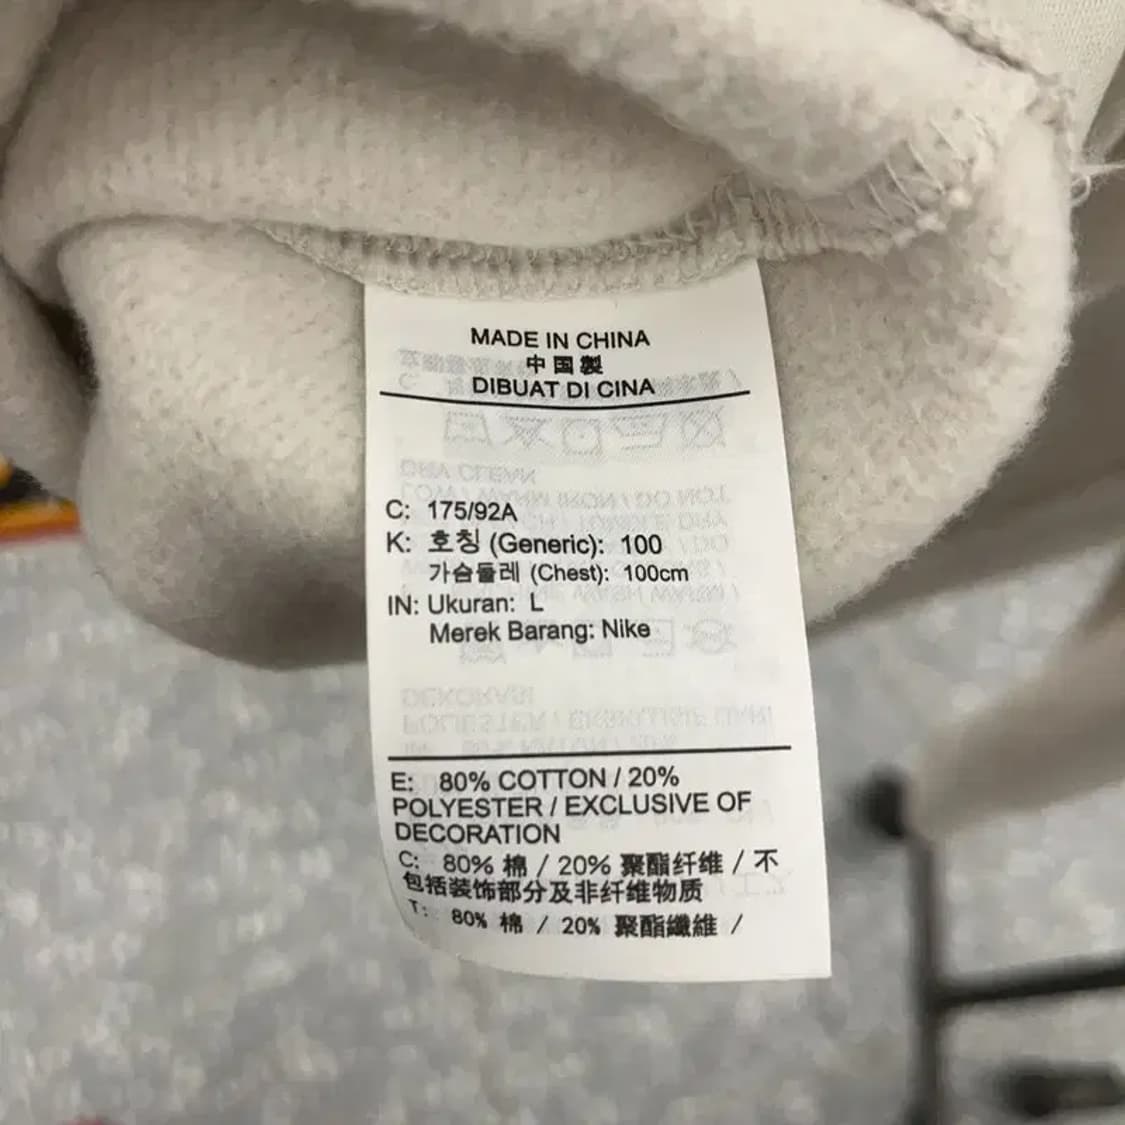 MADE IN CHINA
中国製
DIBUAT DI CINA
C: 175/92A
K: 호칭 (Generic): 100
가슴둘레 (Chest): 100cm
IN: Ukuran: L
Merek Barang: Nike
E: 80% COTTON / 20%
POLYESTER / EXCLUSIVE OF
DECORATION
C: 80% 棉 / 20% 聚酯纤维 / 不
包括装饰部分及非纤维物质
T: 80% 棉 / 20% 聚酯纖維 /